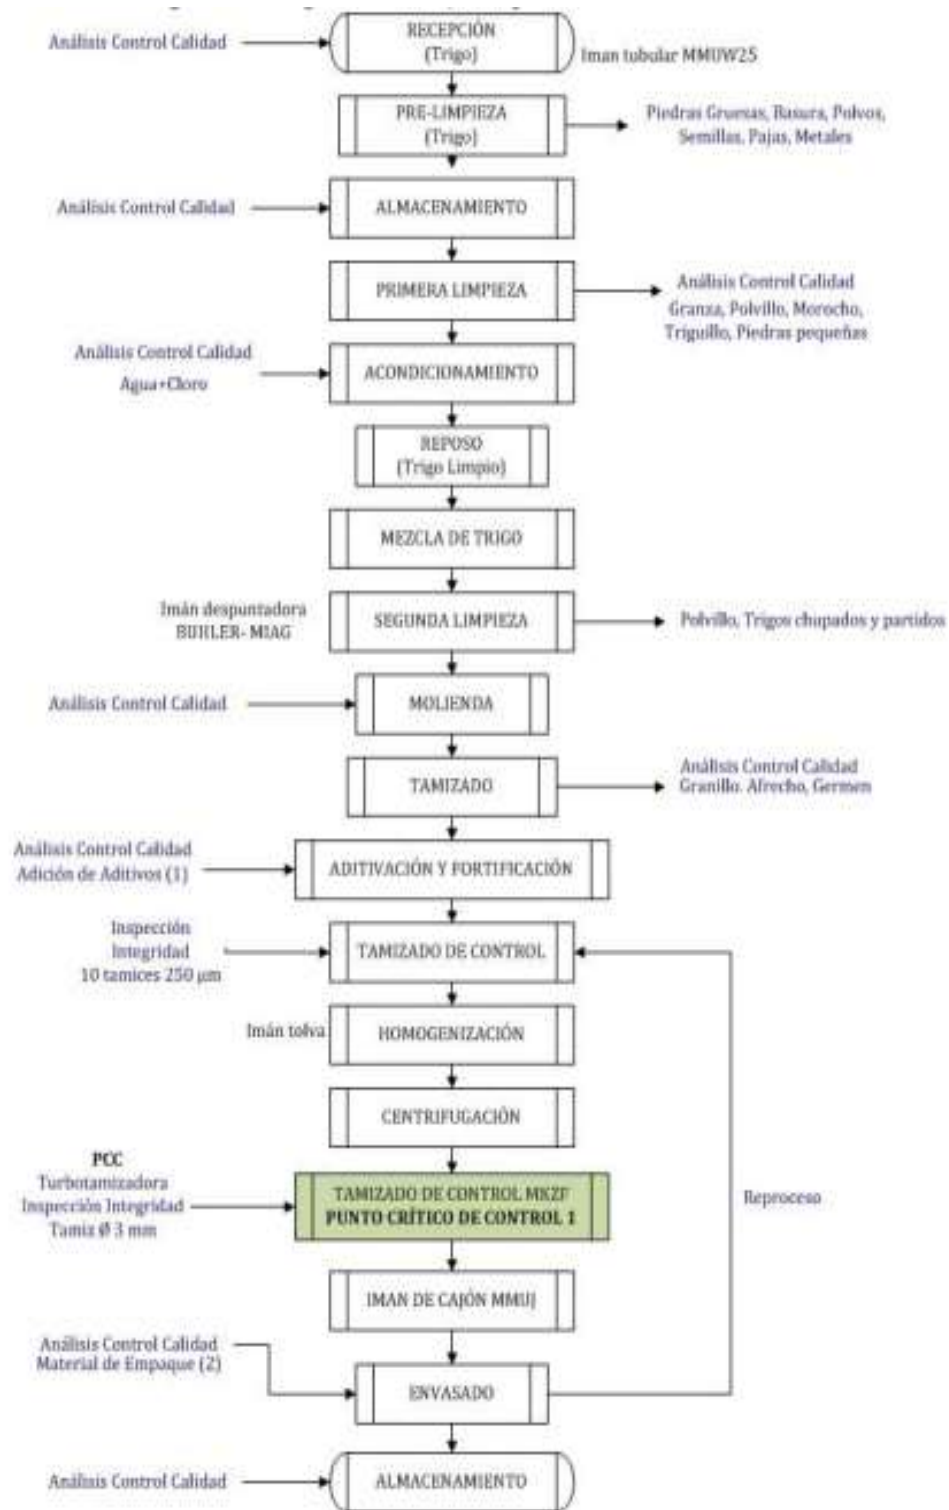 Análisis Control Calidad
RECEPCIÓN
(Trigo)
Iman tubular MMUW25
PRE-LIMPIEZA
(Trigo)
Piedras Gruesas, Basura, Polvos,
Semillas, Pajas, Metales
Análisis Control Calidad
ALMACENAMIENTO
PRIMERA LIMPIEZA
Análisis Control Calidad
Granza, Polvillo, Morocho,
Triguillo, Piedras pequeñas
Análisis Control Calidad
Agua+Cloro
ACONDICIONAMIENTO
REPOSO
(Trigo Limpio)
MEZCLA DE TRIGO
Imán despuntadora
BUHLER- MIAG
SEGUNDA LIMPIEZA
Polvillo, Trigos chupados y partidos
Análisis Control Calidad
MOLIENDA
TAMIZADO
Análisis Control Calidad
Granillo. Afrecho, Germen
Análisis Control Calidad
Adición de Aditivos (1)
ADITIVACIÓN Y FORTIFICACIÓN
Inspección
Integridad
10 tamices 250 µm
TAMIZADO DE CONTROL
Imán tolva
HOMOGENIZACIÓN
CENTRIFUGACIÓN
PCC
Turbotamizadora
Inspección Integridad
Tamiz Ø 3 mm
TAMIZADO DE CONTROL MKZF
PUNTO CRÍTICO DE CONTROL 1
Reproceso
IMAN DE CAJÓN MMUJ
Análisis Control Calidad
Material de Empaque (2)
ENVASADO
Análisis Control Calidad
ALMACENAMIENTO